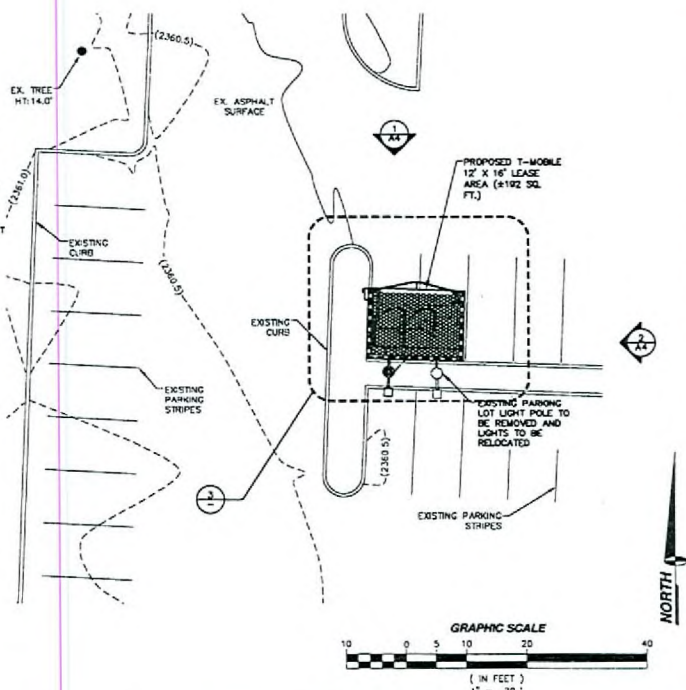 (2360.5)
EX. TREE
HT:14.0'
EX. ASPHALT
SURFACE
1
A4
PROPOSED T-MOBILE
12' X 16' LEASE
AREA (±192 SQ.
FT.)
(2361.0)
T
EXISTING
CURB
(2360.5)
EXISTING
CURB
2
A4
EXISTING
PARKING
STRIPES
EXISTING PARKING
LOT LIGHT POLE TO
BE REMOVED AND
LIGHTS TO BE
RELOCATED
(2360.5)
3
-
EXISTING PARKING
STRIPES
NORTH
GRAPHIC SCALE
10 0 5 10 20 40
( IN FEET )